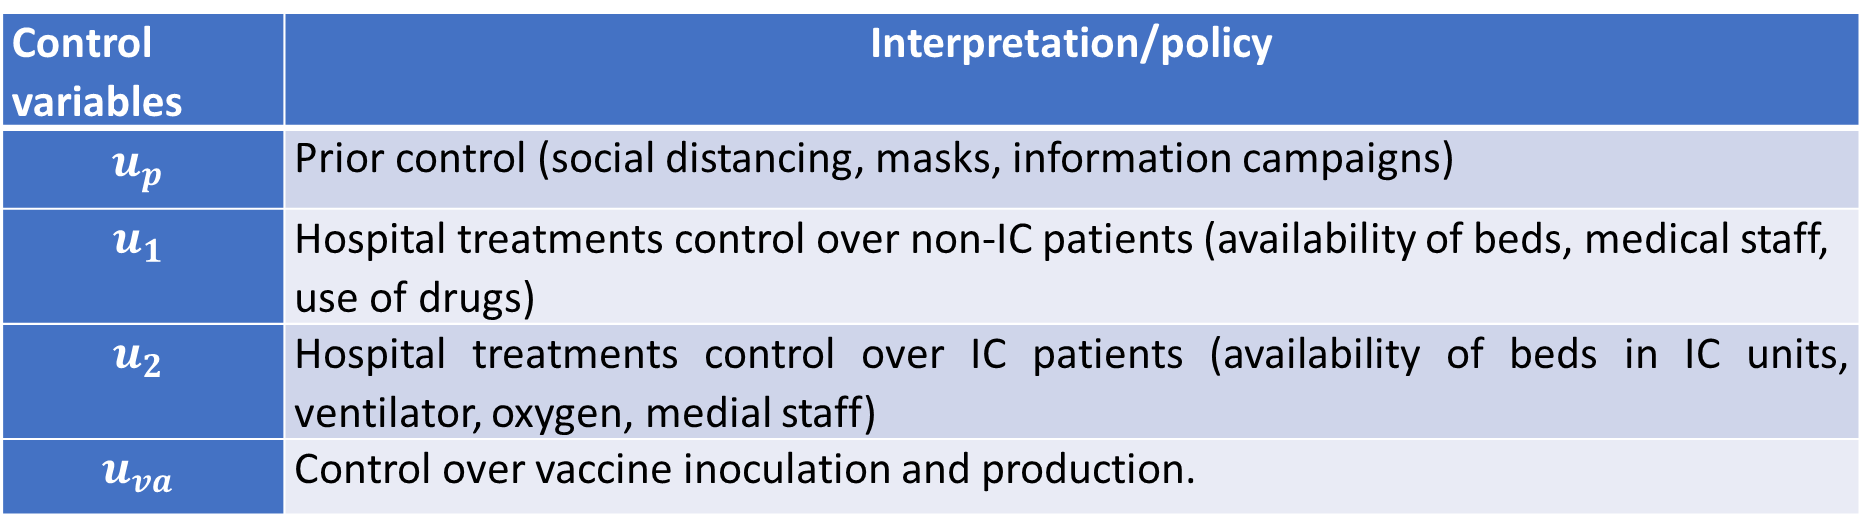 Control
variables
Interpretation/policy
u_p
Prior control (social distancing, masks, information campaigns)
u_1
Hospital treatments control over non-IC patients (availability of beds, medical staff,
use of drugs)
u_2
Hospital treatments control over IC patients (availability of beds in IC units,
ventilator, oxygen, medial staff)
u_va
Control over vaccine inoculation and production.